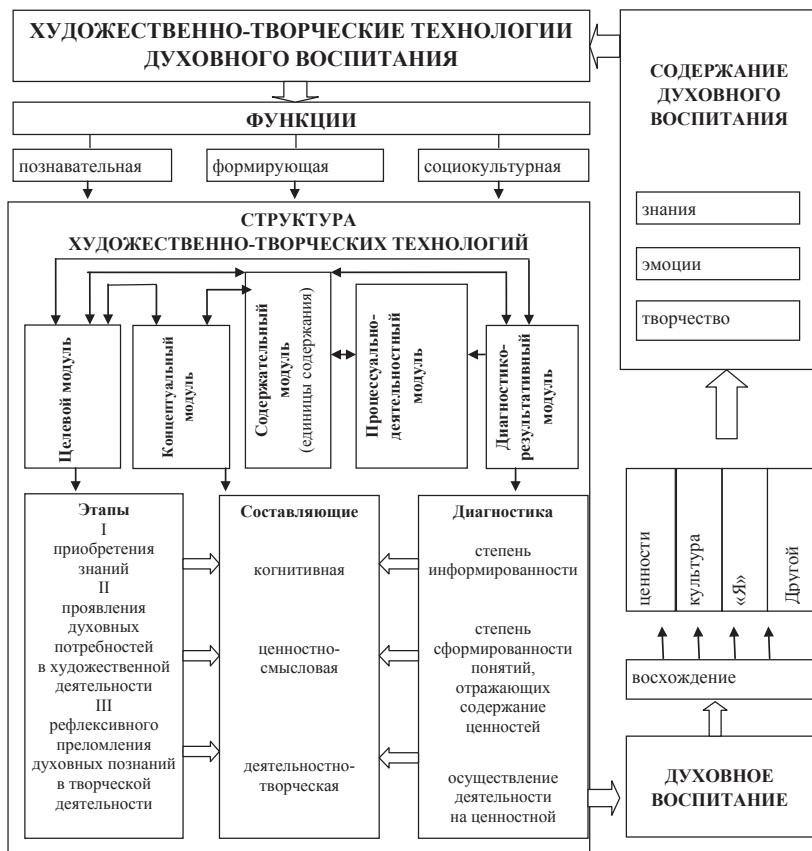 ХУДОЖЕСТВЕННО-ТВОРЧЕСКИЕ ТЕХНОЛОГИИ
ДУХОВНОГО ВОСПИТАНИЯ
ФУНКЦИИ
познавательная
формирующая
социокультурная
СТРУКТУРА
ХУДОЖЕСТВЕННО-ТВОРЧЕСКИХ ТЕХНОЛОГИЙ
Целевой модуль
Концептуальный
модуль
Содержательный
модуль
(единицы содержания)
Процессуально-
деятельностный
модуль
Диагностико-
результативный
модуль
Этапы
I
приобретения
знаний
II
проявления
духовных
потребностей
в художественной
деятельности
III
рефлексивного
преломления
духовных познаний
в творческой
деятельности
Составляющие
когнитивная
ценностно-
смысловая
деятельностно-
творческая
Диагностика
степень
информированности
степень
сформированности
понятий,
отражающих
содержание
ценностей
осуществление
деятельности
на ценностной
СОДЕРЖАНИЕ
ДУХОВНОГО
ВОСПИТАНИЯ
знания
эмоции
творчество
ценности
культура
«Я»
Другой
восхождение
ДУХОВНОЕ
ВОСПИТАНИЕ